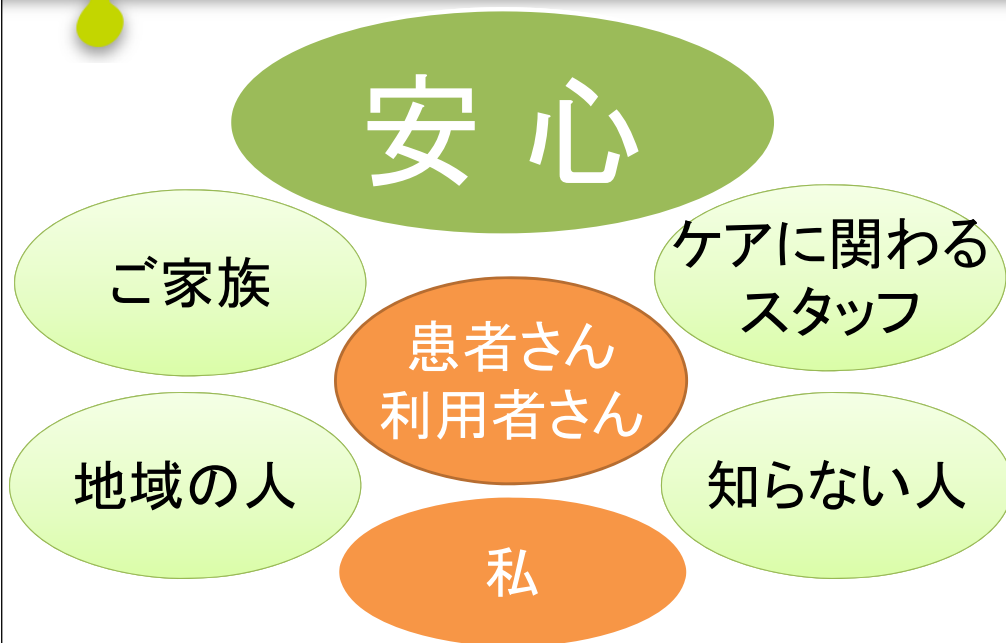 安 心
ご家族
ケアに関わる
スタッフ
患者さん
利用者さん
地域の人
知らない人
私